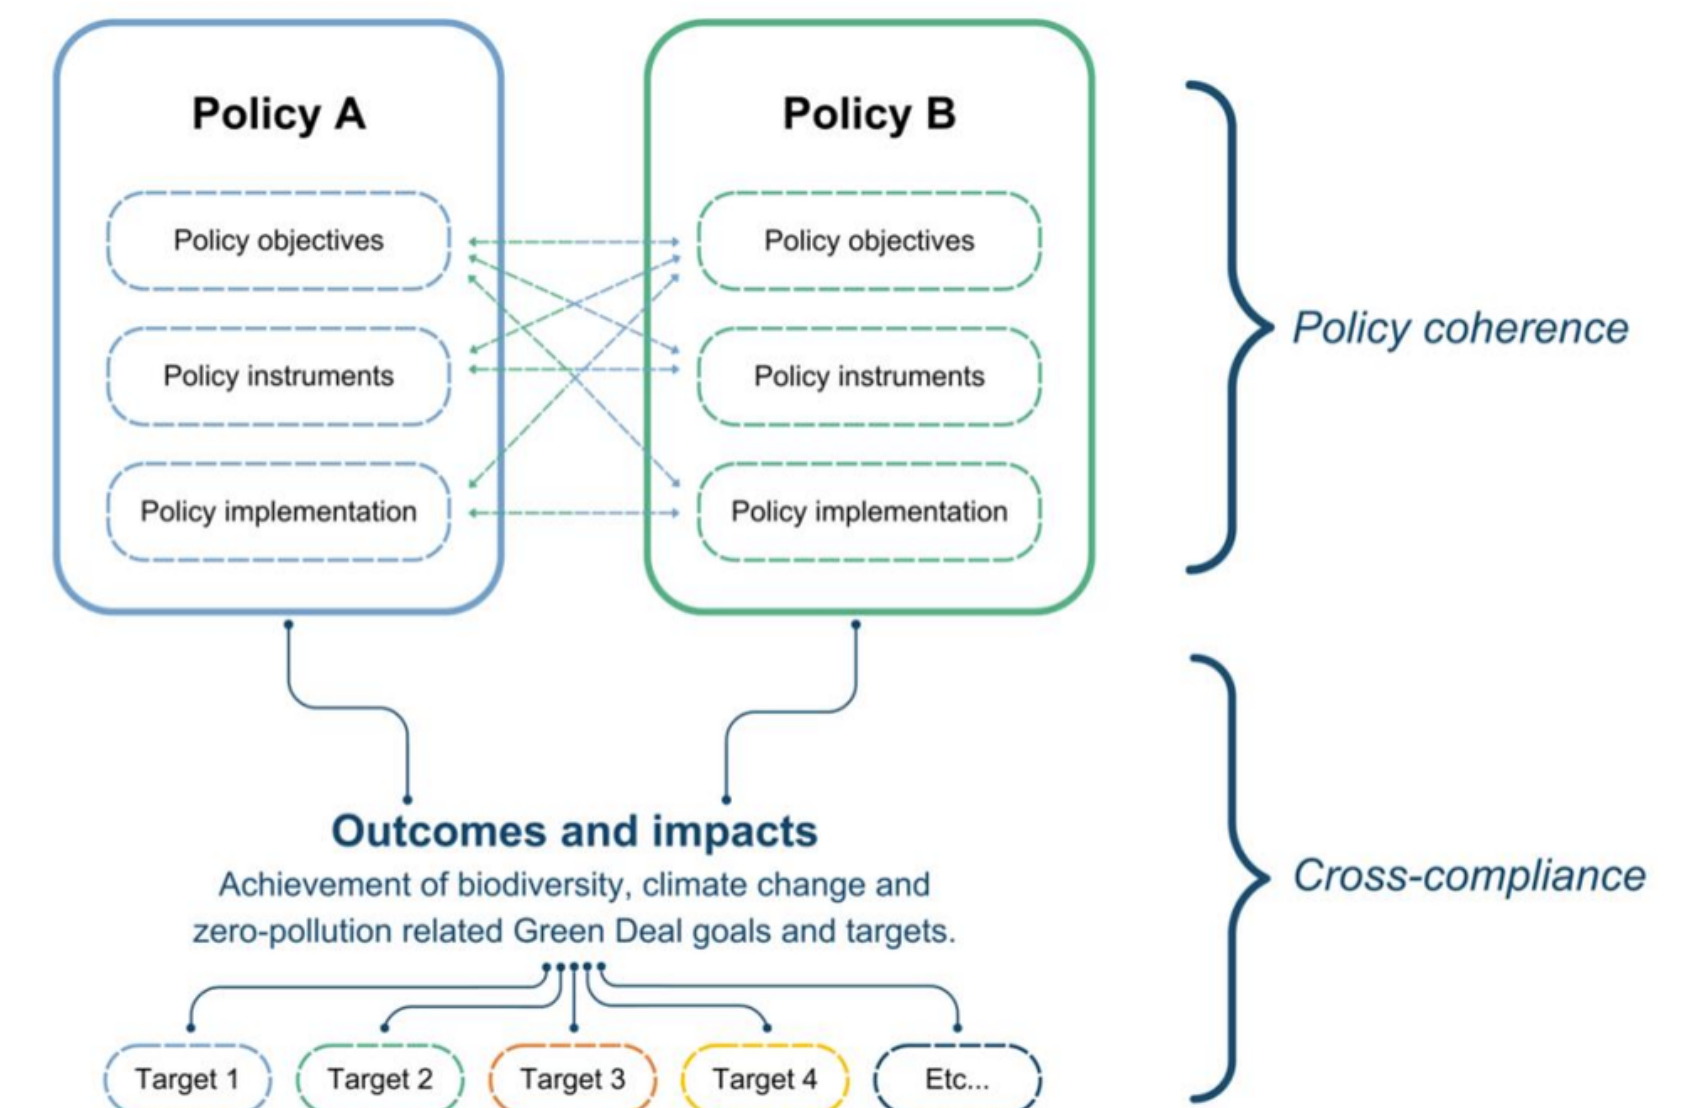 Policy A
Policy B
Policy objectives
Policy objectives
Policy instruments
Policy instruments
Policy implementation
Policy implementation
Policy coherence
Outcomes and impacts
Achievement of biodiversity, climate change and
zero-pollution related Green Deal goals and targets.
Cross-compliance
Target 1
Target 2
Target 3
Target 4
Etc...